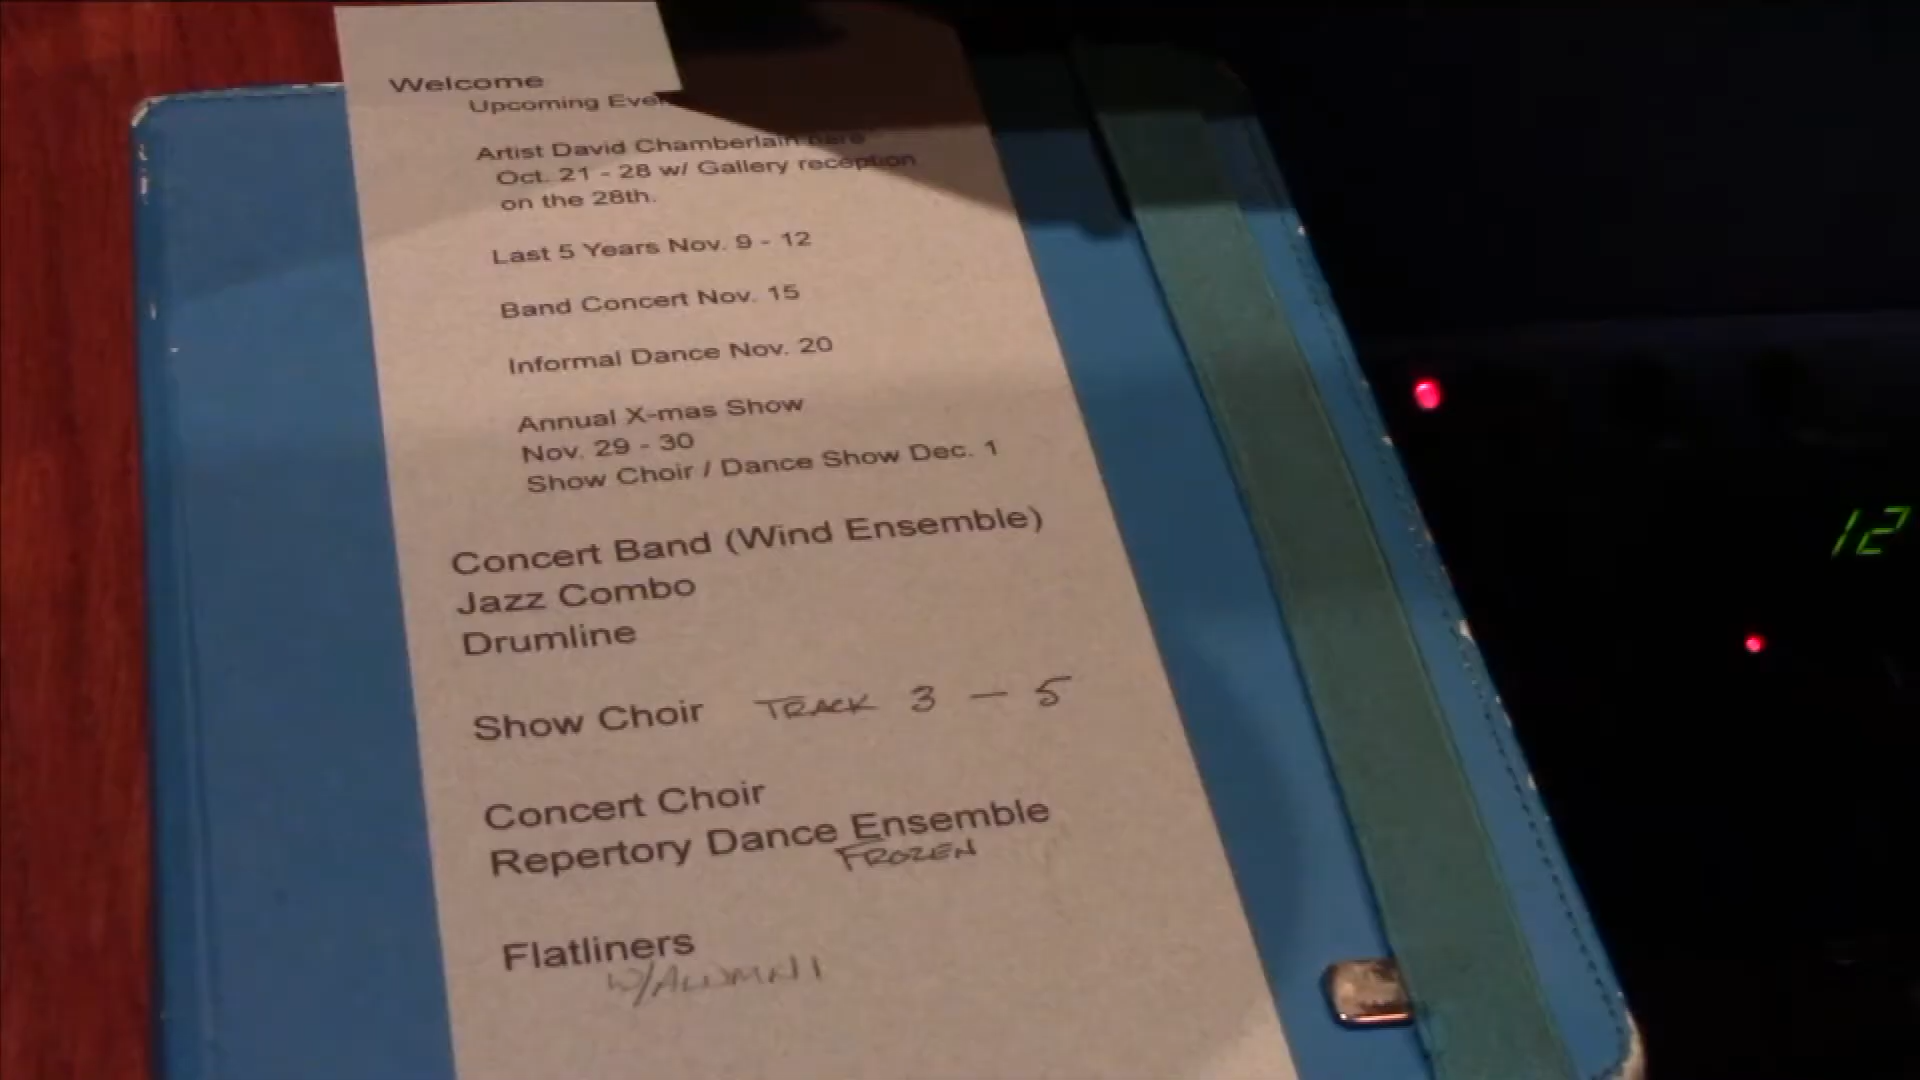 Welcome
Upcoming
Artist David Chamberlain
Oct. 21 - 28 w/ Gallery reception
on the 28th.
Last 5 Years Nov. 9 - 12
Band Concert Nov. 15
Informal Dance Nov. 20
Annual X-mas Show
Nov. 29 - 30
Show Choir / Dance Show Dec. 1
Concert Band (Wind Ensemble)
Jazz Combo
Drumline
Show Choir TRACK 3 - 5
Concert Choir
Repertory Dance Ensemble
FROZEN
Flatliners
W/ALUMNI
12